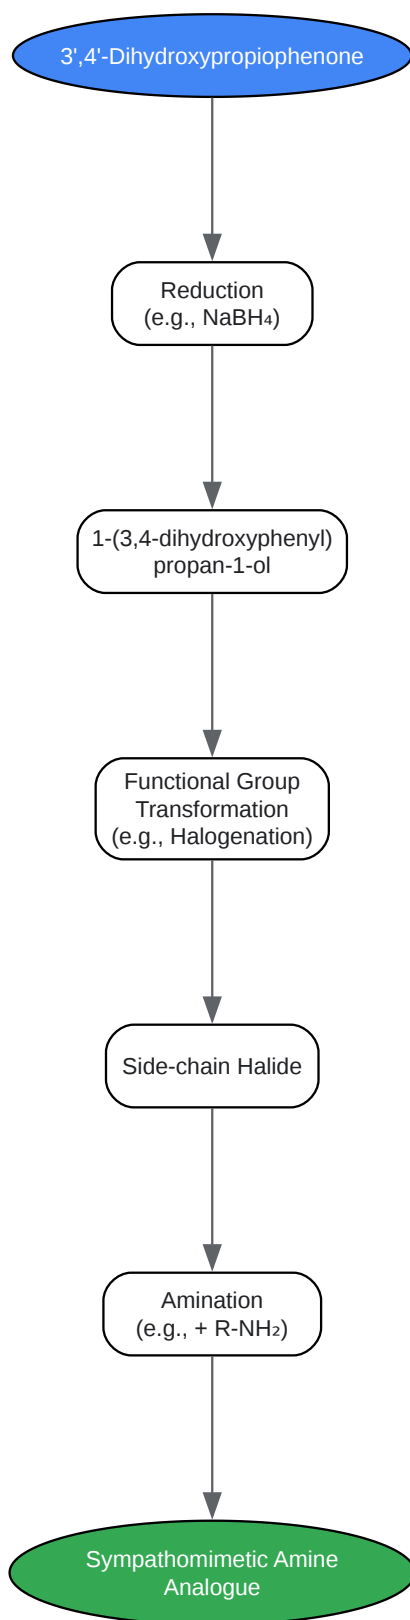 3',4'-Dihydroxypropiophenone
Reduction
(e.g., NaBH₄)
1-(3,4-dihydroxyphenyl)
propan-1-ol
Functional Group
Transformation
(e.g., Halogenation)
Side-chain Halide
Amination
(e.g., + R-NH₂)
Sympathomimetic Amine
Analogue